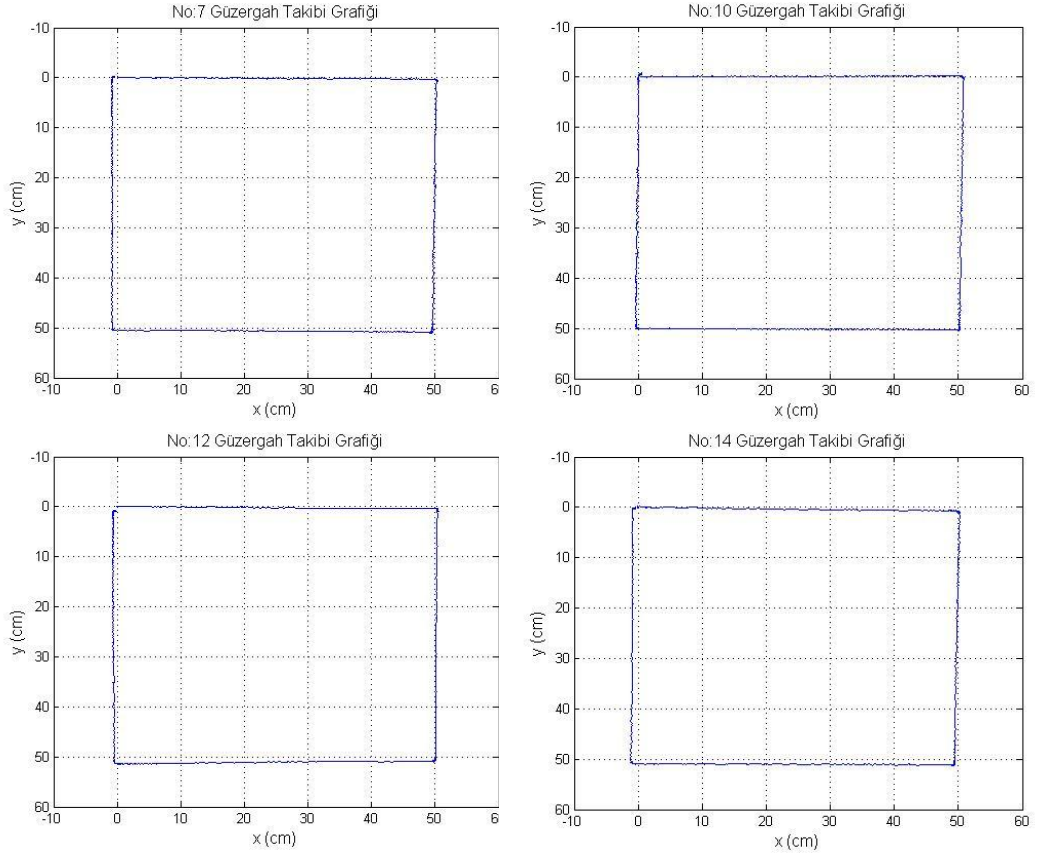 No:7 Güzergah Takibi Grafiği
-10
0
10
20
30
40
50
60
y (cm)
-10 0 10 20 30 40 50 6
x (cm)
No:10 Güzergah Takibi Grafiği
-10
0
10
20
30
40
50
60
y (cm)
-10 0 10 20 30 40 50 60
x (cm)
No:12 Güzergah Takibi Grafiği
-10
0
10
20
30
40
50
60
y (cm)
-10 0 10 20 30 40 50 6
x (cm)
No:14 Güzergah Takibi Grafiği
-10
0
10
20
30
40
50
60
y (cm)
-10 0 10 20 30 40 50 60
x (cm)